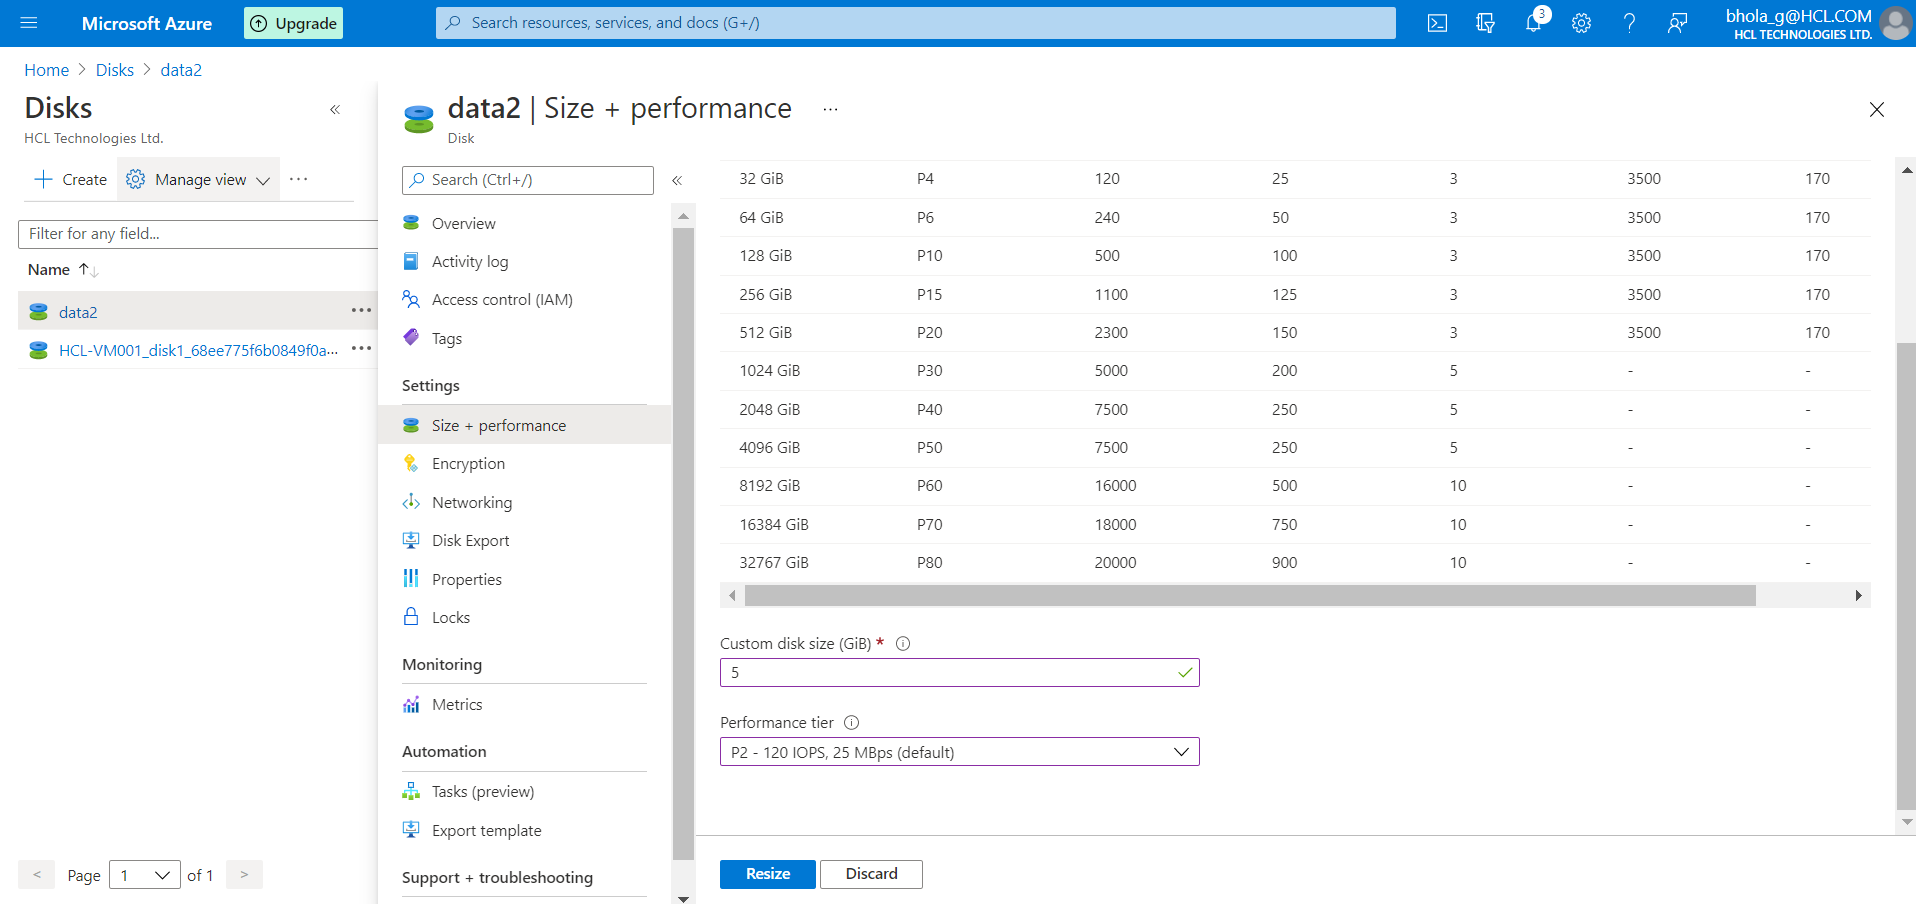 Microsoft Azure
Upgrade
Search resources, services, and docs (G+/)
3
bhola_g@HCL.COM
HCL TECHNOLOGIES LTD.
Home > Disks > data2
Disks
HCL Technologies Ltd.
Create
Manage view
Filter for any field...
Name
data2
HCL-VM001_disk1_68ee775f6b0849f0a...
< Page 1 of 1 >
data2 | Size + performance
Disk
Search (Ctrl+/)
Overview
Activity log
Access control (IAM)
Tags
Settings
Size + performance
Encryption
Networking
Disk Export
Properties
Locks
Monitoring
Metrics
Automation
Tasks (preview)
Export template
Support + troubleshooting
32 GiB P4 120 25 3 3500 170
64 GiB P6 240 50 3 3500 170
128 GiB P10 500 100 3 3500 170
256 GiB P15 1100 125 3 3500 170
512 GiB P20 2300 150 3 3500 170
1024 GiB P30 5000 200 5 - -
2048 GiB P40 7500 250 5 - -
4096 GiB P50 7500 250 5 - -
8192 GiB P60 16000 500 10 - -
16384 GiB P70 18000 750 10 - -
32767 GiB P80 20000 900 10 - -
Custom disk size (GiB) *
5
Performance tier
P2 - 120 IOPS, 25 MBps (default)
Resize Discard